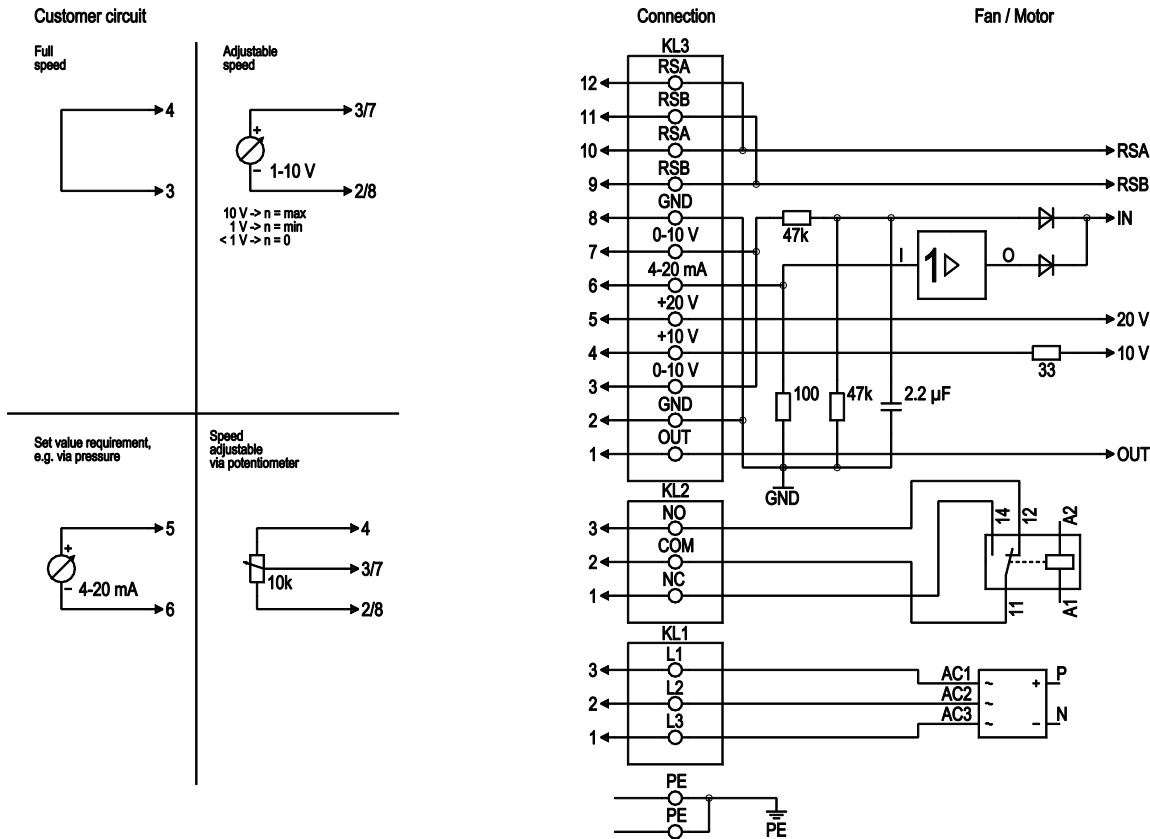 Customer circuit
Full
speed
4
3
Adjustable
speed
3/7
+
1-10 V
–
2/8
10 V -> n = max
1 V -> n = min
< 1 V -> n = 0
Set value requirement,
e.g. via pressure
5
+
4-20 mA
–
6
Speed
adjustable
via potentiometer
4
3/7
10k
2/8
Connection
Fan / Motor
KL3
RSA
12
RSB
11
RSA
10
RSA
RSB
9
RSB
GND
8
47k
IN
0-10 V
7
I
1
O
4-20 mA
6
+20 V
5
20 V
+10 V
4
33
10 V
0-10 V
3
100
47k
2.2 µF
GND
2
OUT
1
OUT
GND
KL2
NO
3
14
12
A2
COM
2
NC
1
11
A1
KL1
L1
3
AC1
~
+
P
L2
2
AC2
~
L3
1
AC3
~
–
N
PE
PE
PE